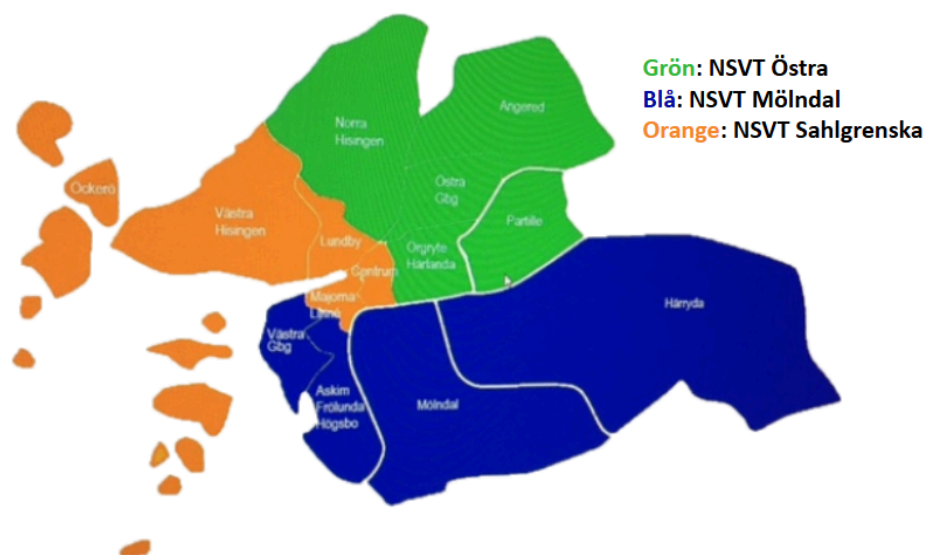 Grön: NSVT Östra
Blå: NSVT Mölndal
Orange: NSVT Sahlgrenska
Norra
Hisingen
Angered
Öckerö
Östra
Gbg
Partille
Västra
Hisingen
Lundby
Örgryte
Härlanda
Centrum
Majorna
Linné
Härryda
Västra
Gbg
Askim
Frölunda
Högsbo
Mölndal